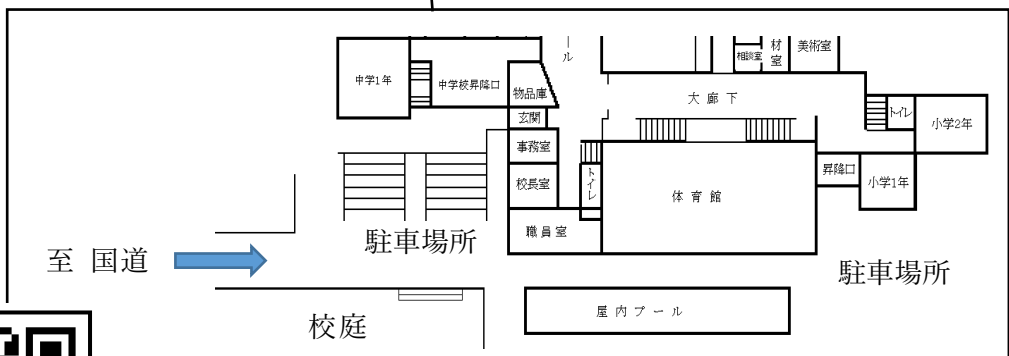 ール
相談室
材室
美術室
中学1年
中学校昇降口
物品庫
大廊下
玄関
トイレ
小学2年
事務室
校長室
トイレ
体育館
昇降口
小学1年
職員室
駐車場所
至 国道
駐車場所
屋内プール
校庭